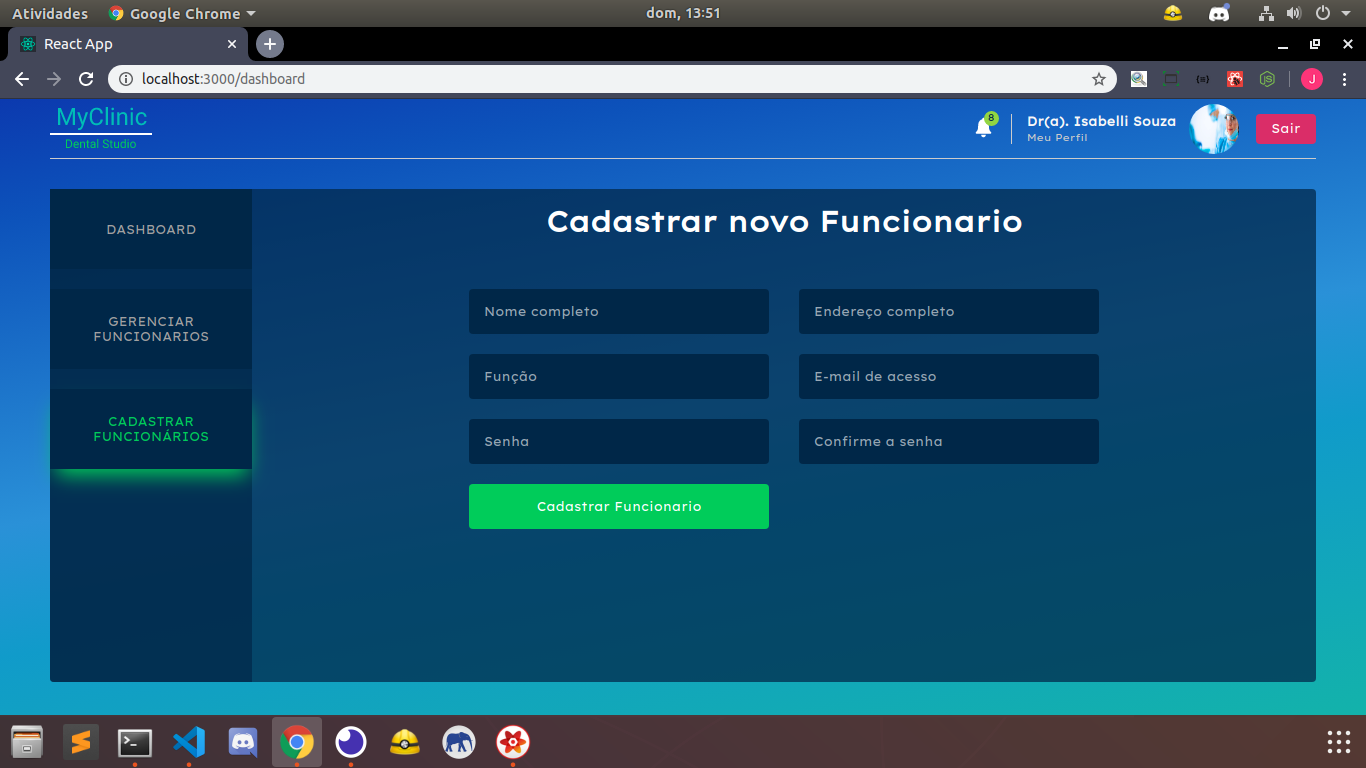 Atividades Google Chrome dom, 13:51
React App
localhost:3000/dashboard J
MyClinic
Dental Studio
8
Dr(a). Isabelli Souza
Meu Perfil
Sair
DASHBOARD
GERENCIAR
FUNCIONARIOS
CADASTRAR
FUNCIONÁRIOS
Cadastrar novo Funcionario
Nome completo Endereço completo
Função E-mail de acesso
Senha Confirme a senha
Cadastrar Funcionario